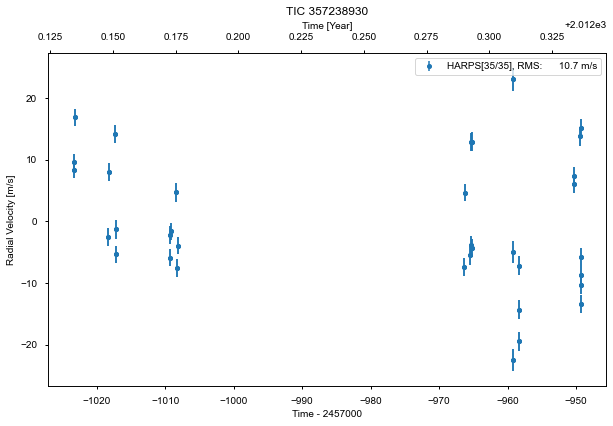 TIC 357238930
Time [Year]
+2.012e3
0.125 0.150 0.175 0.200 0.225 0.250 0.275 0.300 0.325
HARPS[35/35], RMS: 10.7 m/s
20
10
0
−10
−20
Radial Velocity [m/s]
−1020 −1010 −1000 −990 −980 −970 −960 −950
Time - 2457000